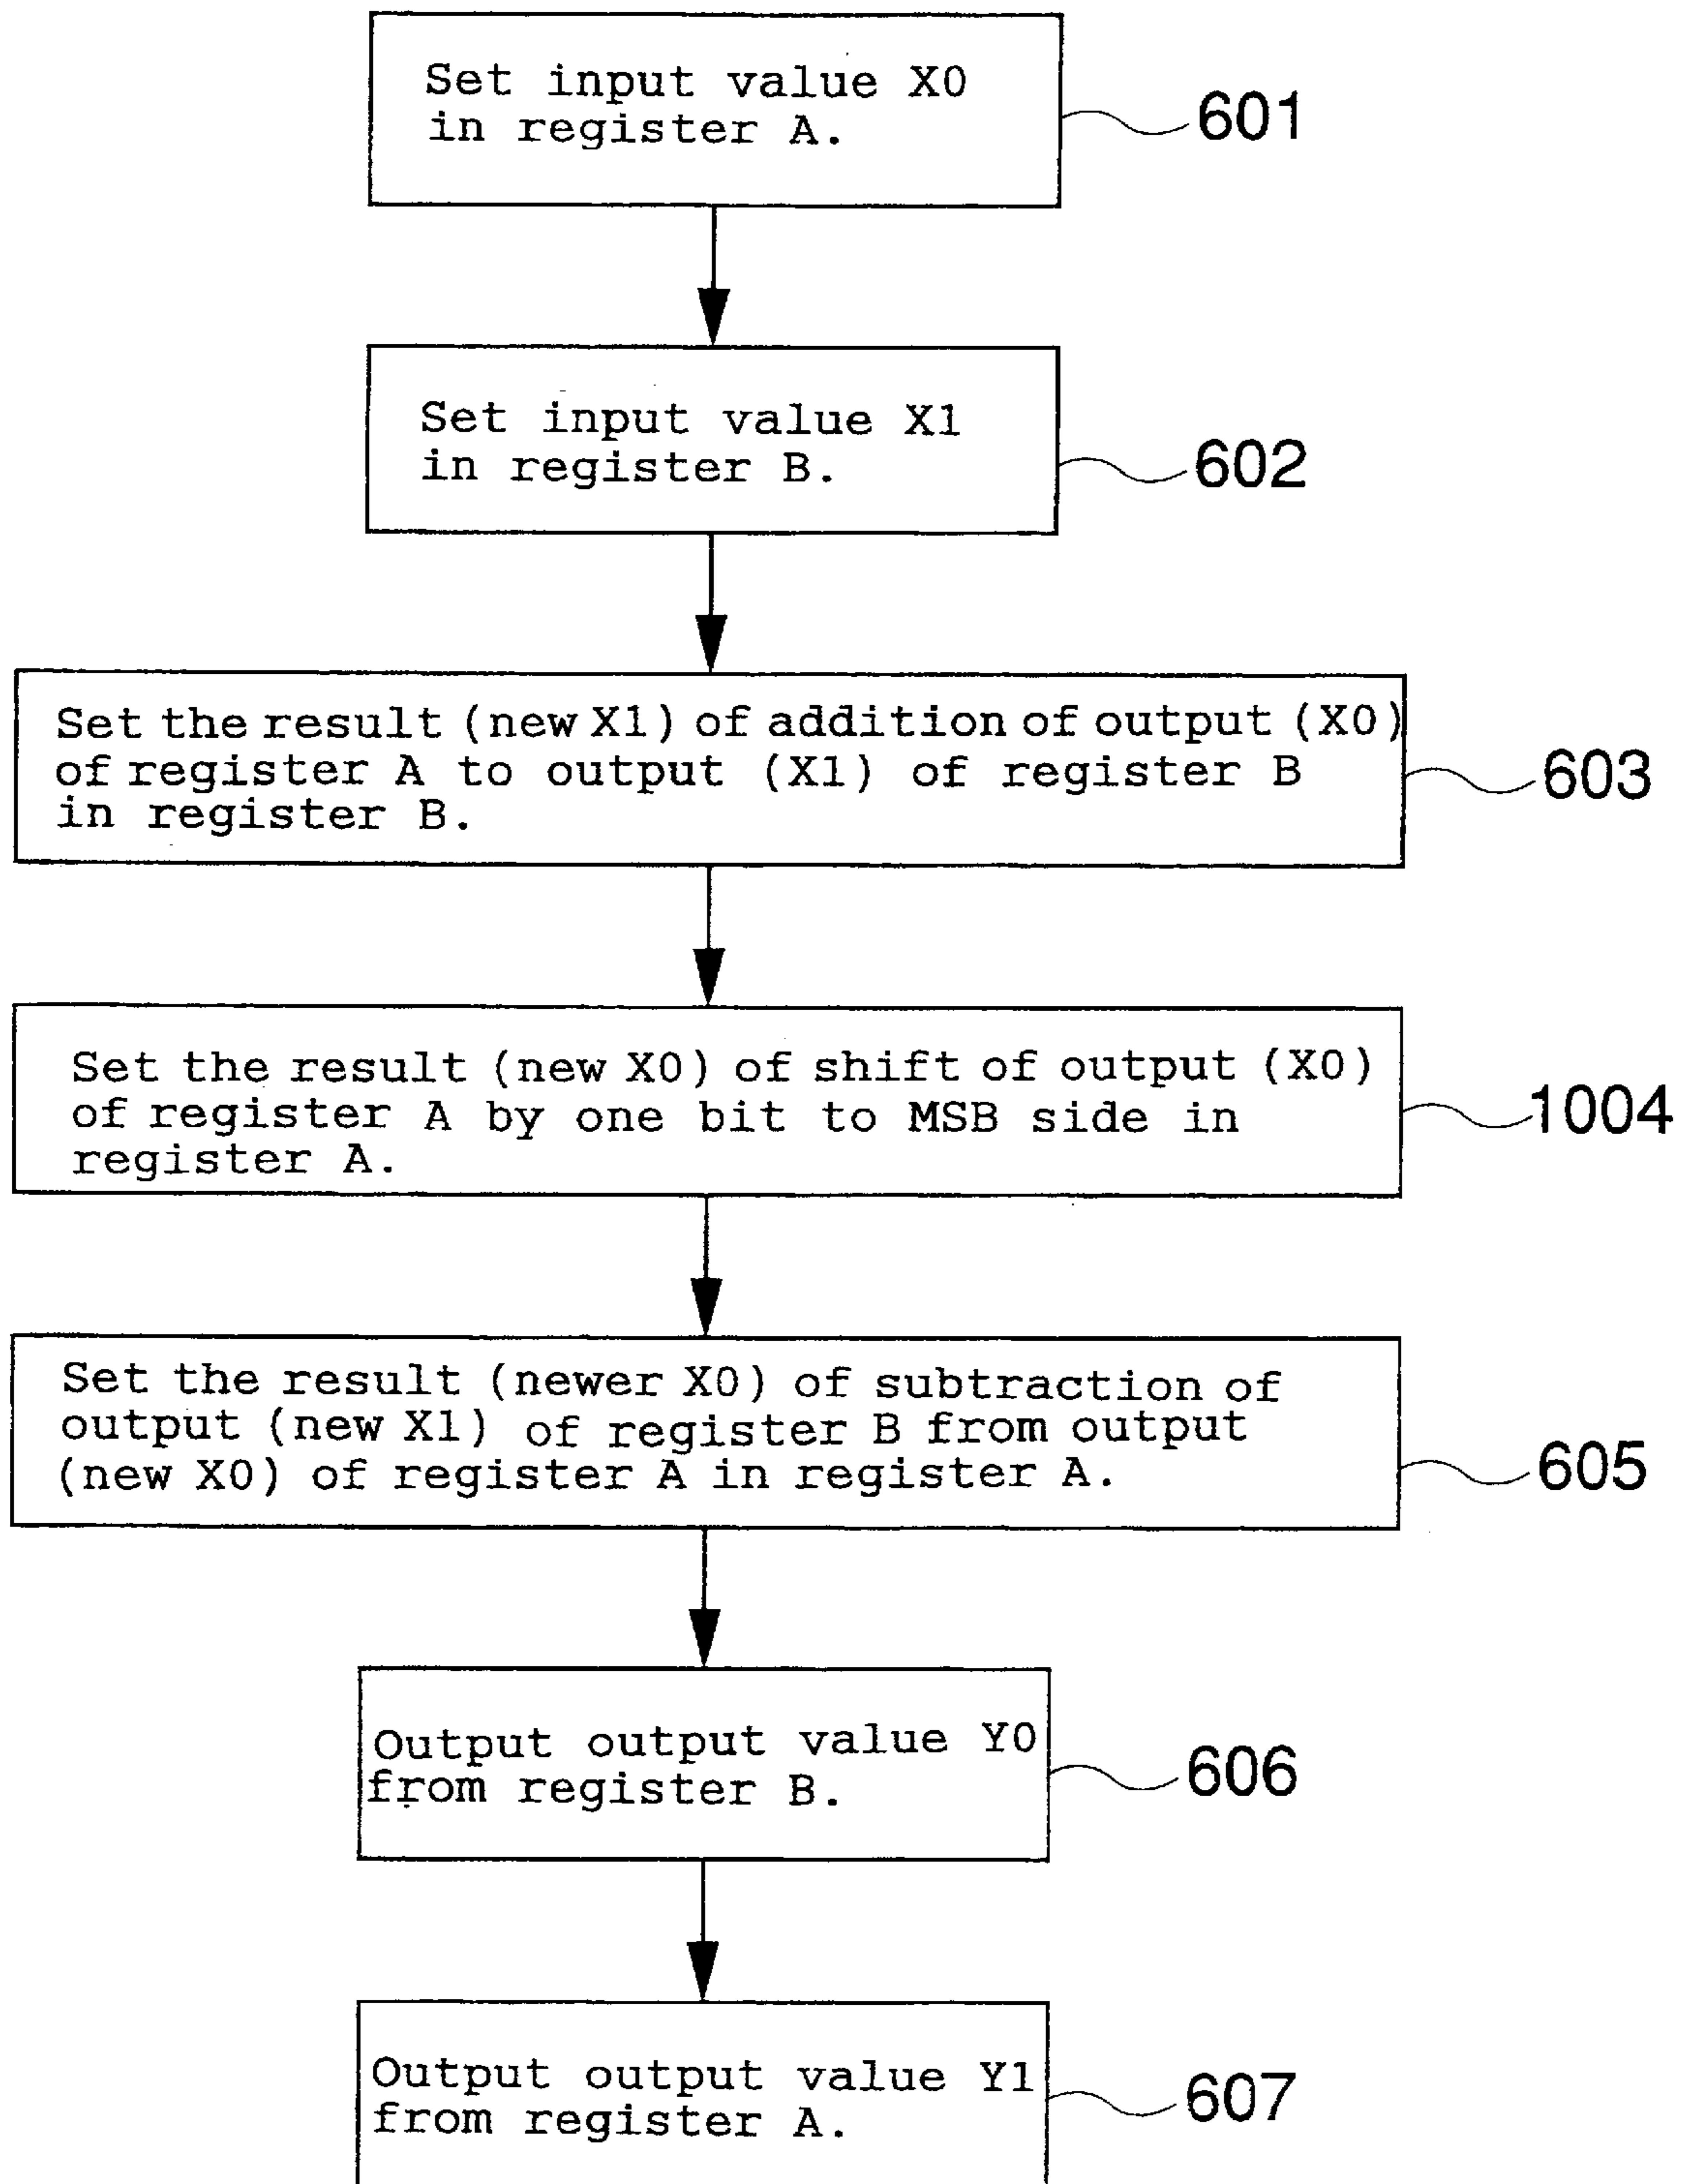 Set input value X0
in register A.
601
Set input value X1
in register B.
602
Set the result (new X1) of addition of output (X0)
of register A to output (X1) of register B
in register B.
603
Set the result (new X0) of shift of output (X0)
of register A by one bit to MSB side in
register A.
1004
Set the result (newer X0) of subtraction of
output (new X1) of register B from output
(new X0) of register A in register A.
605
Output output value Y0
from register B.
606
Output output value Y1
from register A.
607